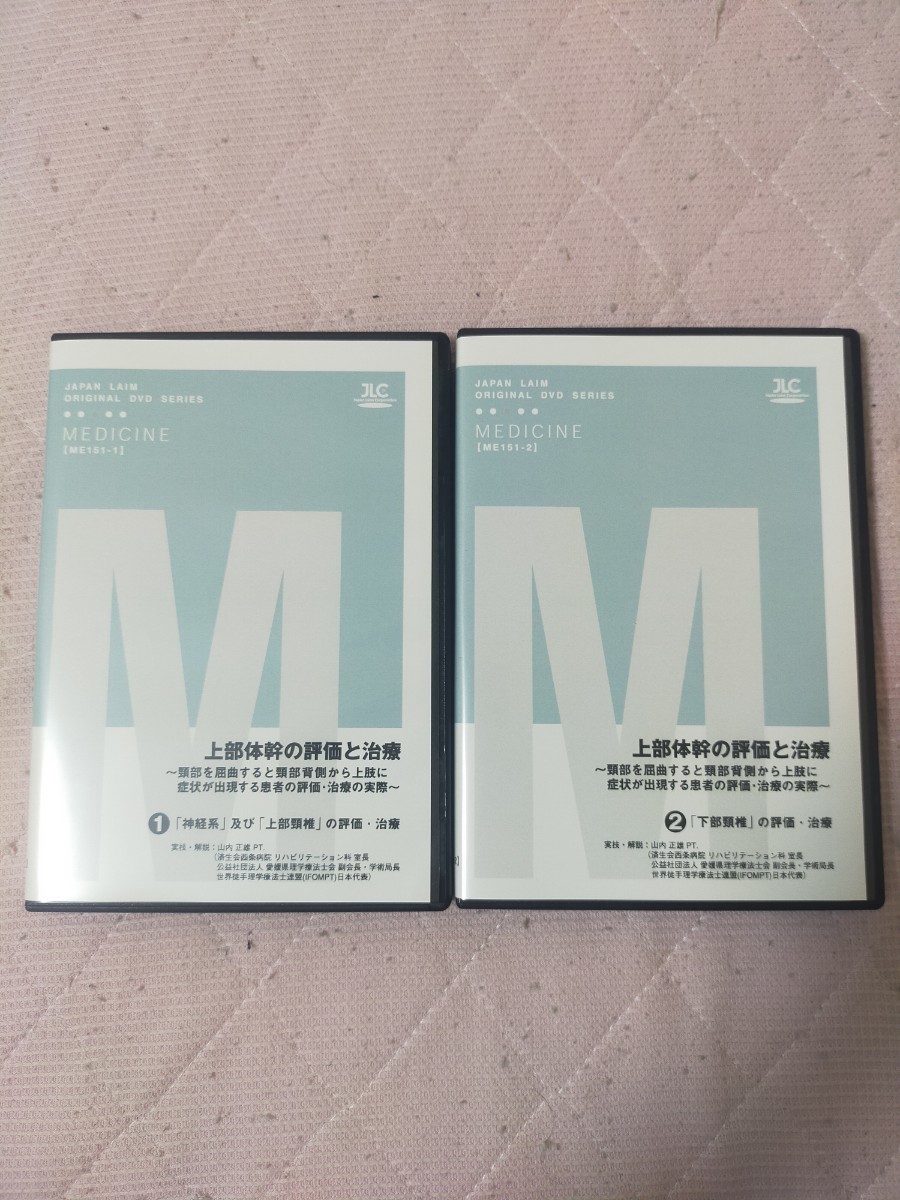 JAPAN LAIM
ORIGINAL DVD SERIES
JLC
MEDICINE
【ME151-1】
M
上部体幹の評価と治療
～頸部を屈曲すると頸部背側から上肢に
症状が出現する患者の評価・治療の実際～
❶「神経系」及び「上部頸椎」の評価・治療
実技・解説：山内 正雄 PT.
(済生会西条病院 リハビリテーション科 室長
公益社団法人 愛媛県理学療法士会 副会長・学術局長
世界徒手理学療法士連盟(IFOMPT)日本代表)
JAPAN LAIM
ORIGINAL DVD SERIES
JLC
MEDICINE
【ME151-2】
M
上部体幹の評価と治療
～頸部を屈曲すると頸部背側から上肢に
症状が出現する患者の評価・治療の実際～
❷「下部頸椎」の評価・治療
実技・解説：山内 正雄 PT.
(済生会西条病院 リハビリテーション科 室長
公益社団法人 愛媛県理学療法士会 副会長・学術局長
世界徒手理学療法士連盟(IFOMPT)日本代表)